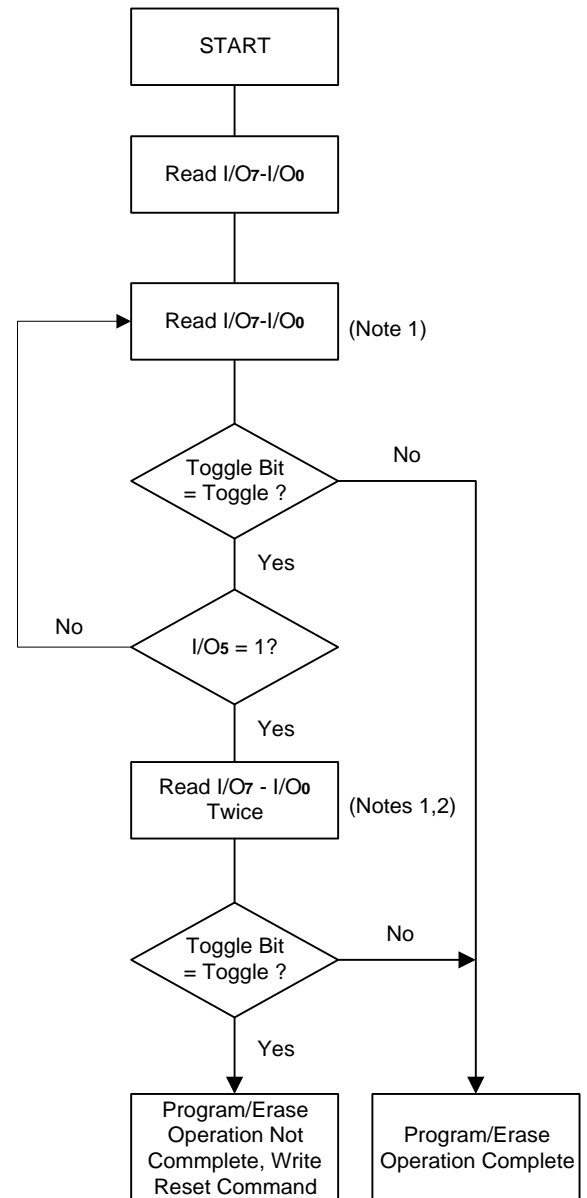 START
Read I/O7-I/O0
Read I/O7-I/O0
(Note 1)
Toggle Bit
= Toggle ?
No
Yes
No
I/O5 = 1?
Yes
Read I/O7 - I/O0
Twice
(Notes 1,2)
Toggle Bit
= Toggle ?
No
Yes
Program/Erase
Operation Not
Commplete, Write
Reset Command
Program/Erase
Operation Complete